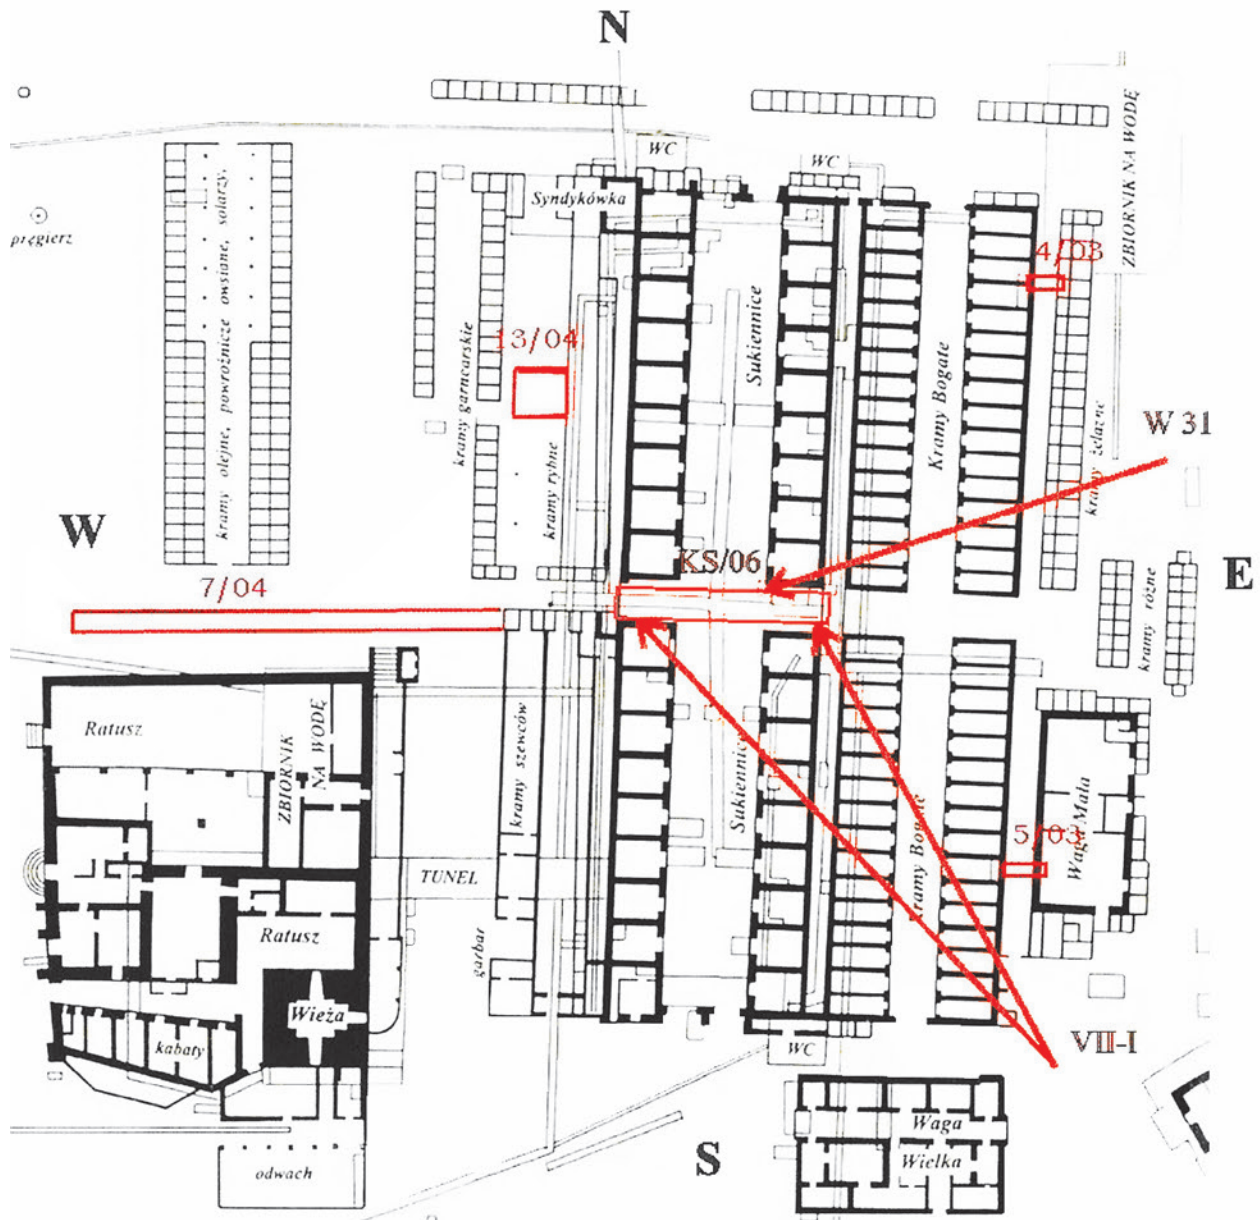 N
ZBIORNIK NA WODĘ
WC
WC
Syndykówka
pręgierz
kramy olejne, powroźnicze owsiane, solarzy,
4/03
13/04
kramy garncarskie
Sukiennice
Kramy Bogate
kramy żelazne
W 31
kramy rybne
W
KS/06
E
7/04
kramy różne
Ratusz
ZBIORNIK
NA WODĘ
kramy szewców
Sukiennice
Kramy Bogate
Waga Mała
5/03
TUNEL
Ratusz
garbar
Wieża
kabaty
WC
VIII-I
Waga
Wielka
S
odwach